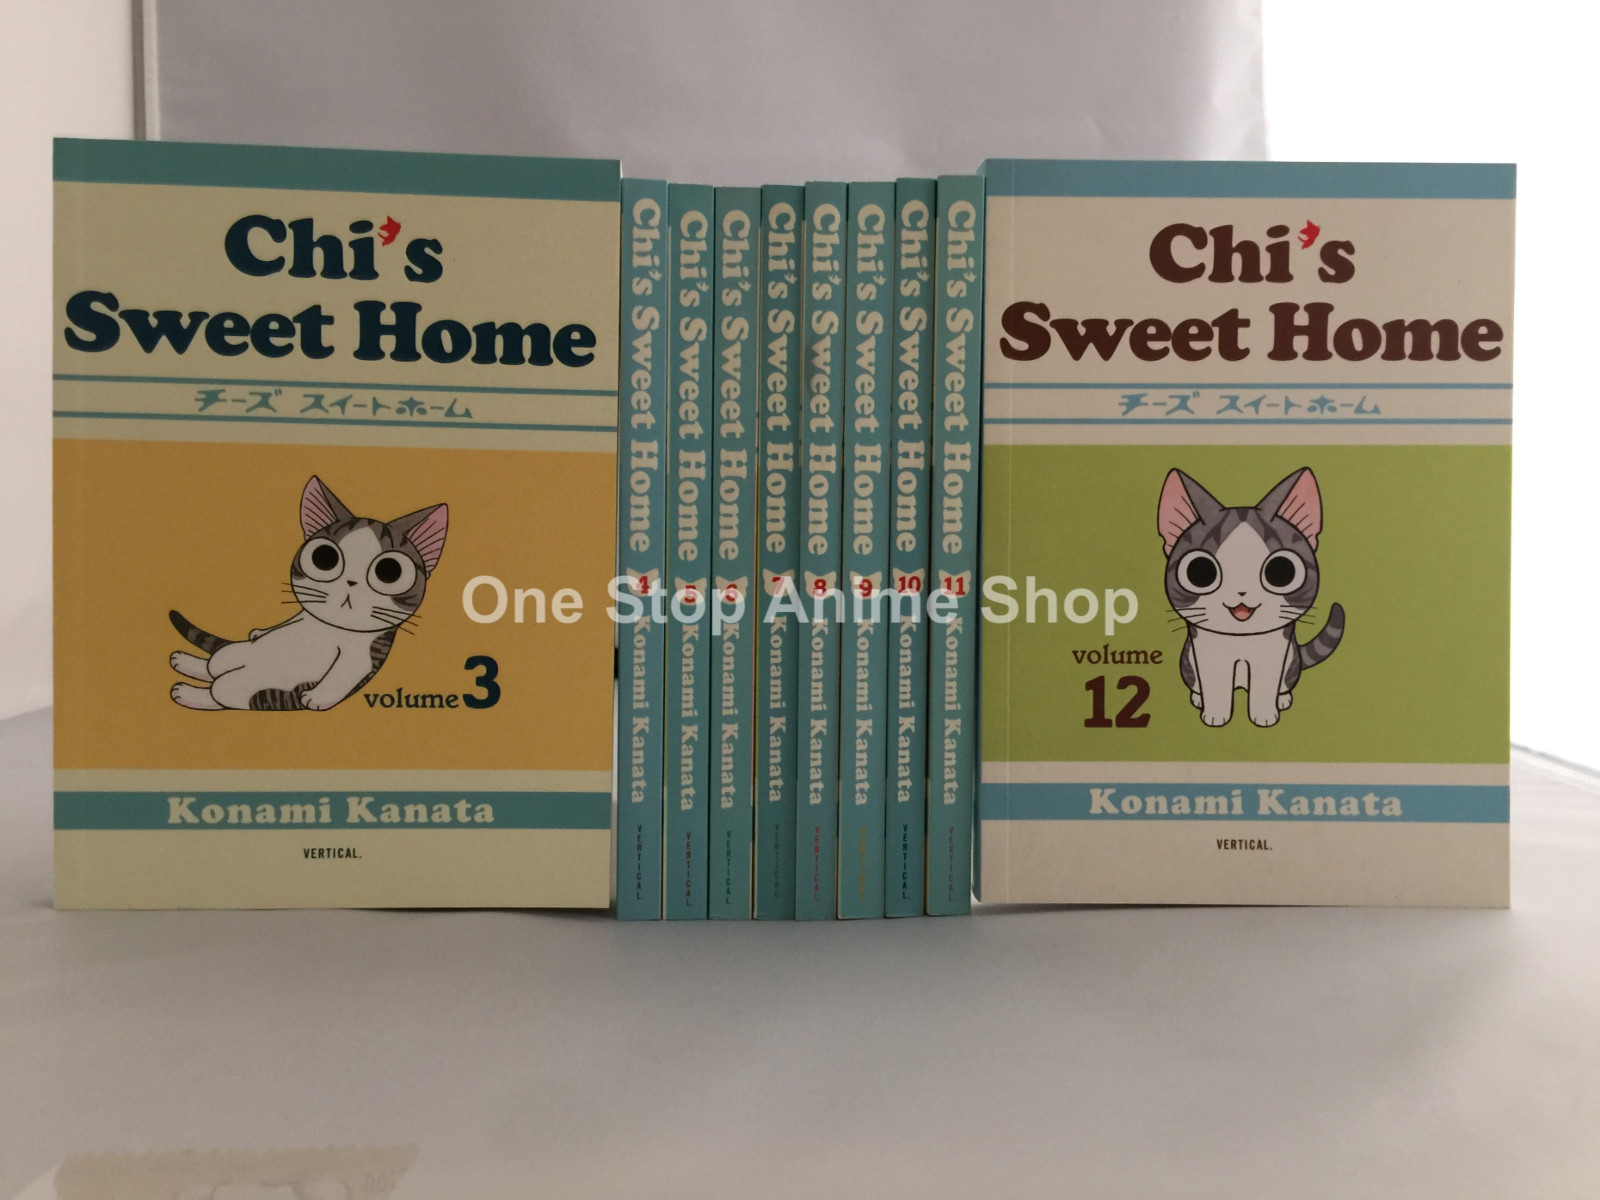 Chi's
Sweet Home
チーズ スイートホーム
volume 3
Konami Kanata
VERTICAL.
Chi's Sweet Home 4 Konami Kanata VERTICAL.
Chi's Sweet Home 5 Konami Kanata VERTICAL.
Chi's Sweet Home 6 Konami Kanata VERTICAL.
Chi's Sweet Home 7 Konami Kanata VERTICAL.
Chi's Sweet Home 8 Konami Kanata VERTICAL.
Chi's Sweet Home 9 Konami Kanata VERTICAL.
Chi's Sweet Home 10 Konami Kanata VERTICAL.
Chi's Sweet Home 11 Konami Kanata VERTICAL.
Chi's
Sweet Home
チーズ スイートホーム
volume
12
Konami Kanata
VERTICAL.
One Stop Anime Shop